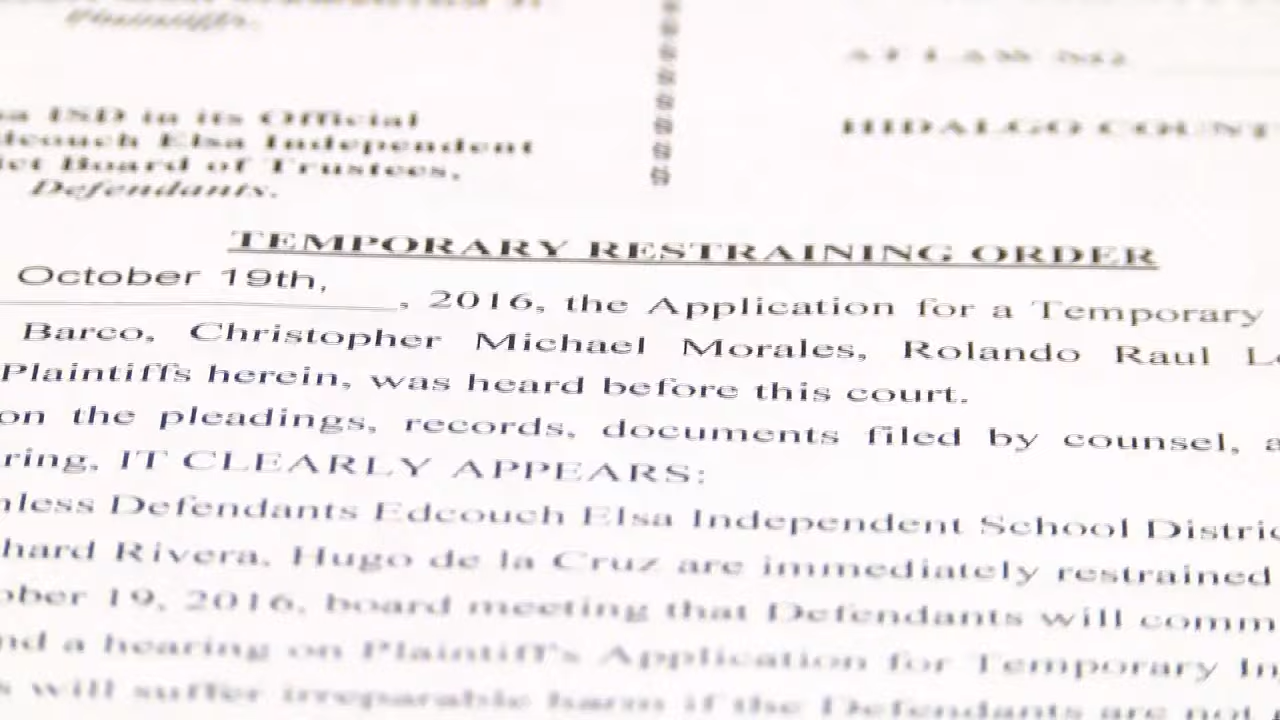 Plaintiffs.
§
§
§
§
§
§
§
AT LAW NO.
ISD in its Official
Elsa Independent
HIDALGO COUNT
Board of Trustees,
Defendants.
TEMPORARY RESTRAINING ORDER
October 19th,
, 2016, the Application for a Temporary
Barco, Christopher Michael Morales, Rolando Raul L
Plaintiffs herein, was heard before this court.
on the pleadings, records, documents filed by counsel, a
ring, IT CLEARLY APPEARS:
nless Defendants Edcouch Elsa Independent School Distric
hard Rivera, Hugo de la Cruz are immediately restrained
ober 19, 2016, board meeting that Defendants will comm
nd a hearing on Plaintiff's Application for Temporary In
s will suffer irreparable harm if the Defendants are not